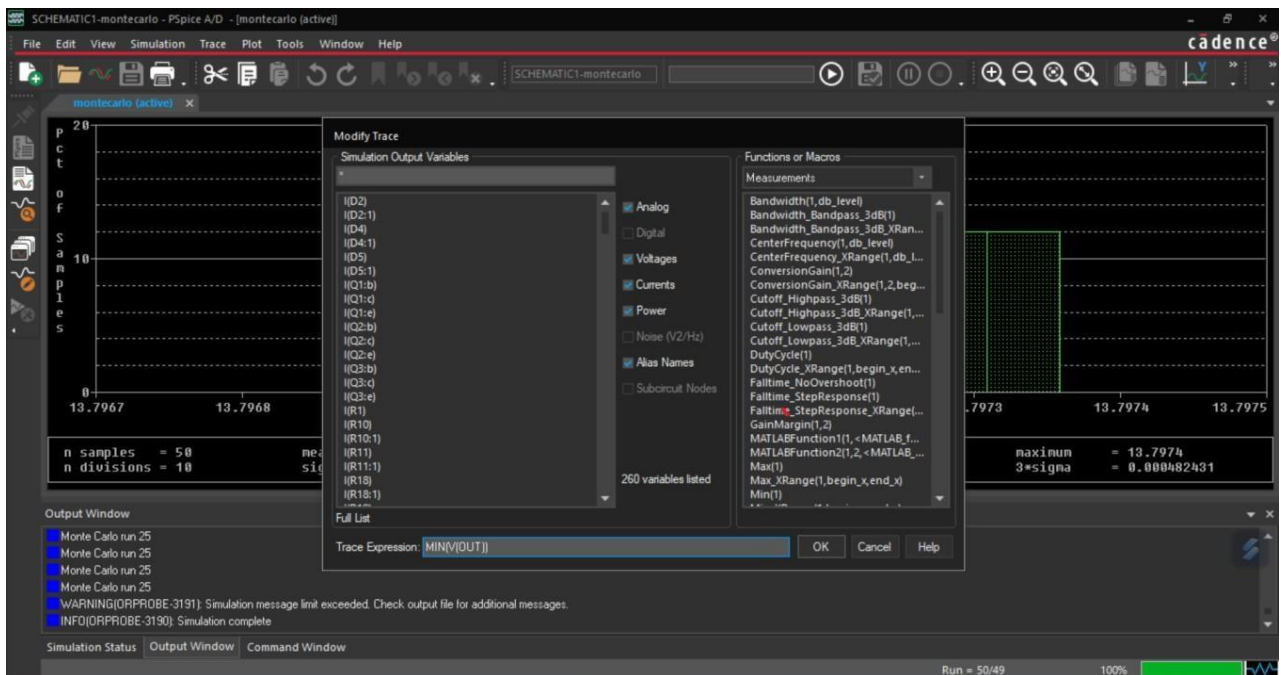 SCHEMATIC1-montecarlo - PSpice A/D - [montecarlo (active)]
File Edit View Simulation Trace Plot Tools Window Help
cādence®
SCHEMATIC1-montecarlo
montecarlo (active)
Pct of Samples
20
10
0
13.7967 13.7968 .7973 13.7974 13.7975
n samples = 50
n divisions = 10
mea
sig
maximum = 13.7974
3*sigma = 0.000482431
Modify Trace
Simulation Output Variables
*
I(D2)
I(D2:1)
I(D4)
I(D4:1)
I(D5)
I(D5:1)
I(Q1:b)
I(Q1:c)
I(Q1:e)
I(Q2:b)
I(Q2:c)
I(Q2:e)
I(Q3:b)
I(Q3:c)
I(Q3:e)
I(R1)
I(R10)
I(R10:1)
I(R11)
I(R11:1)
I(R18)
I(R18:1)
Full List
Analog
Digital
Voltages
Currents
Power
Noise (V2/Hz)
Alias Names
Subcircuit Nodes
260 variables listed
Functions or Macros
Measurements
Bandwidth(1,db_level)
Bandwidth_Bandpass_3dB(1)
Bandwidth_Bandpass_3dB_XRan...
CenterFrequency(1,db_level)
CenterFrequency_XRange(1,db_l...
ConversionGain(1,2)
ConversionGain_XRange(1,2,beg...
Cutoff_Highpass_3dB(1)
Cutoff_Highpass_3dB_XRange(1,...
Cutoff_Lowpass_3dB(1)
Cutoff_Lowpass_3dB_XRange(1,...
DutyCycle(1)
DutyCycle_XRange(1,begin_x,en...
Falltime_NoOvershoot(1)
Falltime_StepResponse(1)
Falltime_StepResponse_XRange(...
GainMargin(1,2)
MATLABFunction1(1,<MATLAB_f...
MATLABFunction2(1,2,<MATLAB_...
Max(1)
Max_XRange(1,begin_x,end_x)
Min(1)
Trace Expression: MIN(V(OUT)) OK Cancel Help
Output Window
Monte Carlo run 25
Monte Carlo run 25
Monte Carlo run 25
Monte Carlo run 25
WARNING(ORPROBE-3191): Simulation message limit exceeded. Check output file for additional messages.
INFO(ORPROBE-3190): Simulation complete
Simulation Status Output Window Command Window
Run = 50/49 100%